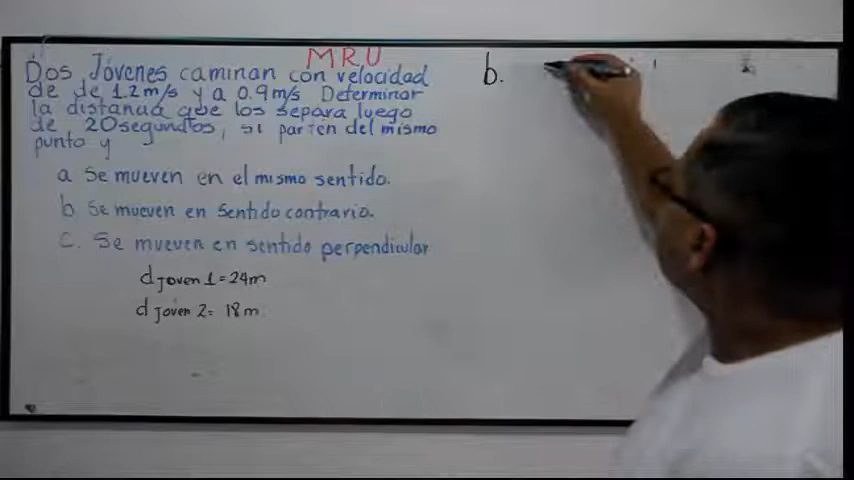 MRU
Dos Jóvenes caminan con velocidad
de de 1.2 m/s y a 0.9 m/s Determinar
la distancia que los separa luego
de 20 segundos, si parten del mismo
punto y
a se mueven en el mismo sentido.
b se mueven en sentido contrario.
c. Se mueven en sentido perpendicular
d joven 1 = 24m
d joven 2 = 18 m
b.